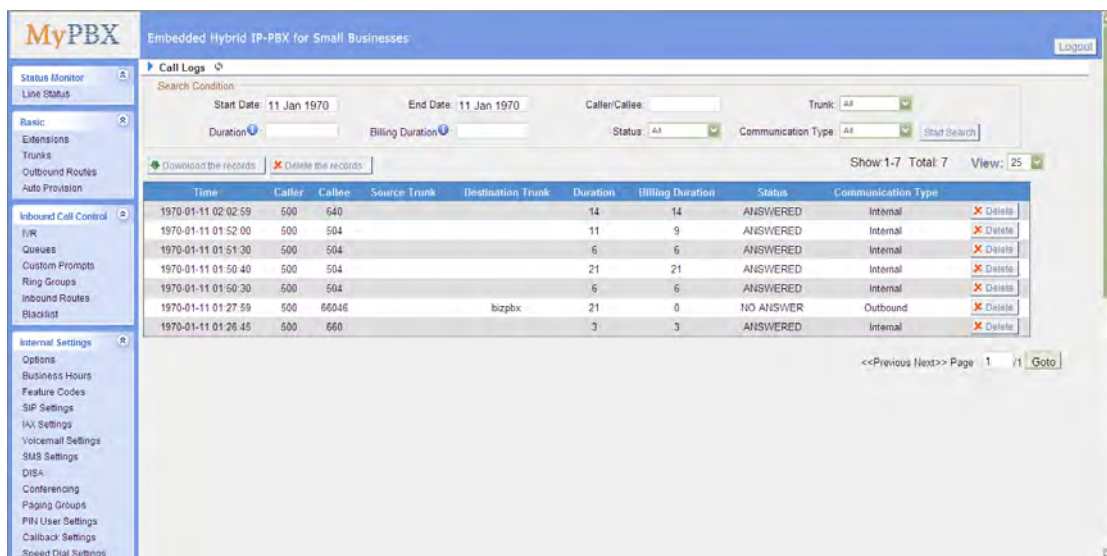 MyPBX
Embedded Hybrid IP-PBX for Small Businesses
Logout
Status Monitor
Line Status
Basic
Extensions
Trunks
Outbound Routes
Auto Provision
Inbound Call Control
IVR
Queues
Custom Prompts
Ring Groups
Inbound Routes
Blacklist
Internal Settings
Options
Business Hours
Feature Codes
SIP Settings
IAX Settings
Voicemail Settings
SMS Settings
DISA
Conferencing
Paging Groups
PIN User Settings
Callback Settings
Speed Dial Settings
Call Logs
Search Condition
Start Date: 11 Jan 1970 End Date: 11 Jan 1970 Caller/Callee: Trunk: All
Duration Billing Duration Status: All Communication Type: All Start Search
Download the records Delete the records Show:1-7 Total: 7 View: 25
Time Caller Callee Source Trunk Destination Trunk Duration Billing Duration Status Communication Type
1970-01-11 02:02:59 500 640 14 14 ANSWERED Internal Delete
1970-01-11 01:52:00 500 504 11 9 ANSWERED Internal Delete
1970-01-11 01:51:30 500 504 6 6 ANSWERED Internal Delete
1970-01-11 01:50:40 500 504 21 21 ANSWERED Internal Delete
1970-01-11 01:50:30 500 504 6 6 ANSWERED Internal Delete
1970-01-11 01:27:59 500 66046 bizpbx 21 0 NO ANSWER Outbound Delete
1970-01-11 01:26:45 500 660 3 3 ANSWERED Internal Delete
<<Previous Next>> Page 1 /1 Goto